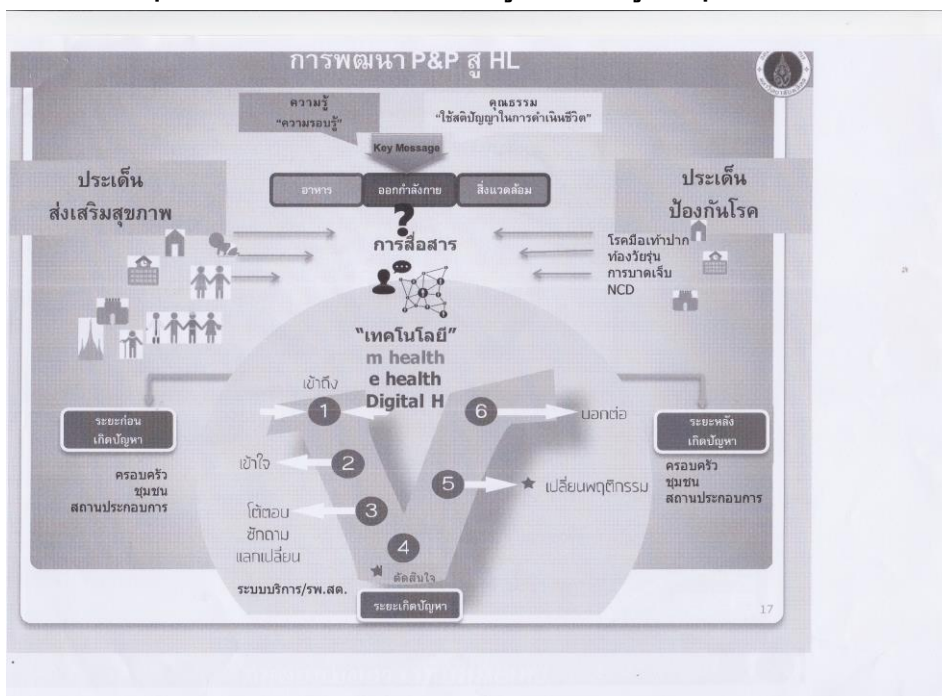 การพัฒนา P&P สู่ HL
ความรู้
"ความรอบรู้"
คุณธรรม
"ใช้สติปัญญาในการดำเนินชีวิต"
Key Message
ประเด็น
ส่งเสริมสุขภาพ
อาหาร
ออกกำลังกาย
สิ่งแวดล้อม
ประเด็น
ป้องกันโรค
?
การสื่อสาร
โรคมือเท้าปาก
ท้องวัยรุ่น
การบาดเจ็บ
NCD
"เทคโนโลยี"
m health
e health
Digital H
เข้าถึง
1
6
บอกต่อ
ระยะก่อน
เกิดปัญหา
ระยะหลัง
เกิดปัญหา
เข้าใจ
2
5
เปลี่ยนพฤติกรรม
ครอบครัว
ชุมชน
สถานประกอบการ
ครอบครัว
ชุมชน
สถานประกอบการ
โต้ตอบ
ซักถาม
แลกเปลี่ยน
3
4
ตัดสินใจ
ระบบบริการ/รพ.สต.
ระยะเกิดปัญหา
17